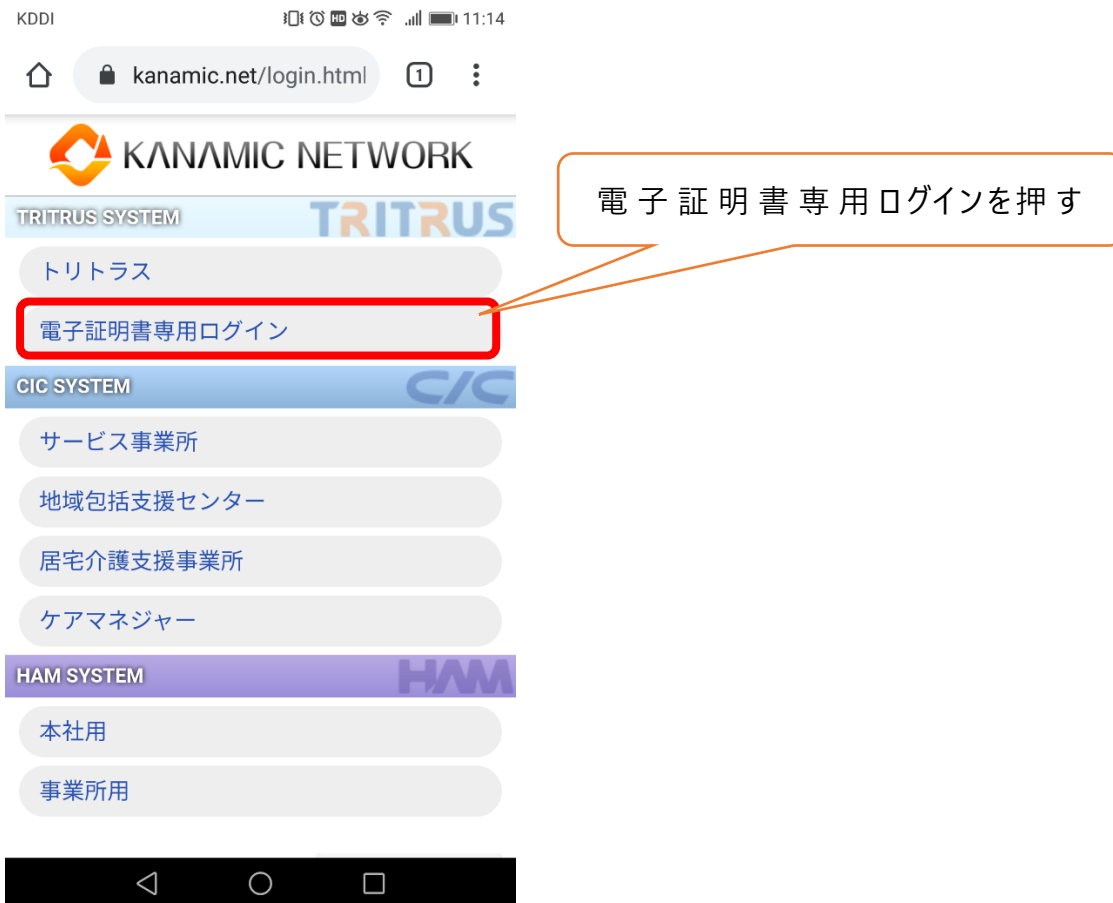 KDDI
HD
11:14
kanamic.net/login.html
1
KANAMIC NETWORK
TRITRUS SYSTEM
TRITRUS
トリトラス
電子証明書専用ログイン
電子証明書専用ログインを押す
CIC SYSTEM
CIC
サービス事業所
地域包括支援センター
居宅介護支援事業所
ケアマネジャー
HAM SYSTEM
HAM
本社用
事業所用